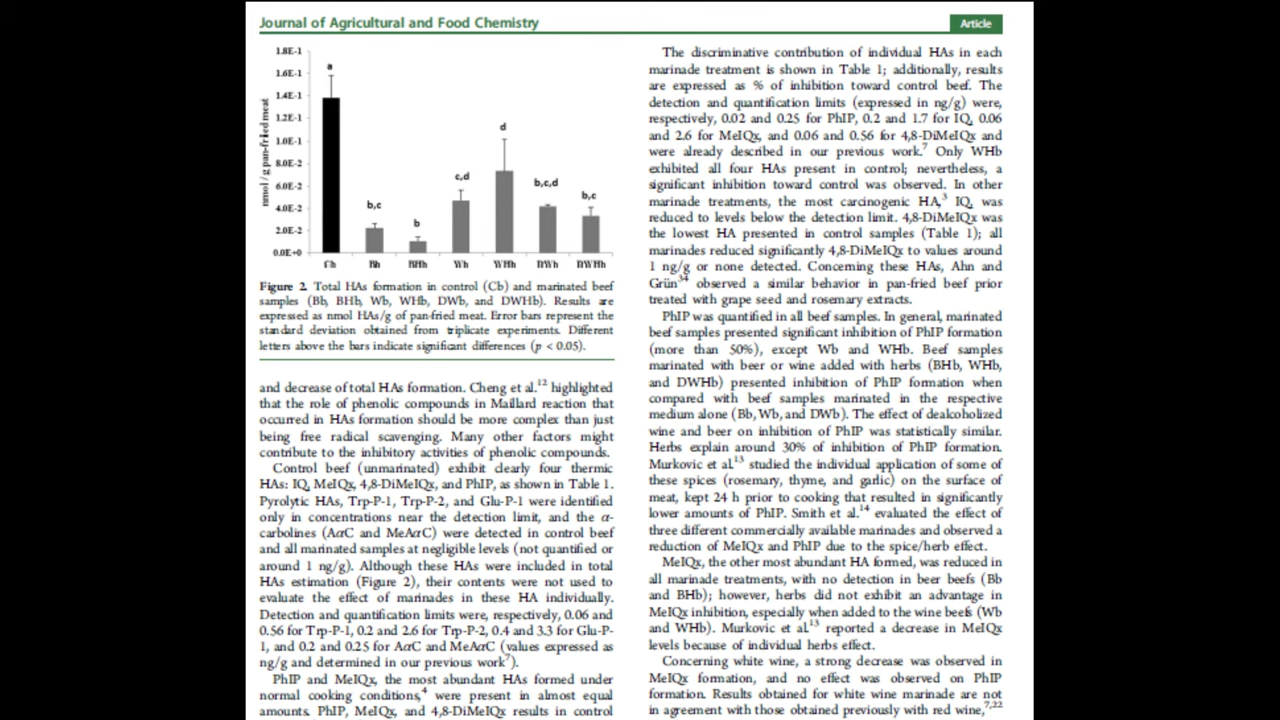 Journal of Agricultural and Food Chemistry
Article
1.8E-1
1.6E-1
1.4E-1
1.2E-1
1.0E-1
8.0E-2
6.0E-2
4.0E-2
2.0E-2
0.0E+0
nmol / g pan-fried meat
a
b,c
b
c,d
d
b,c,d
b,c
Cb Bb BHb Wb WHb DWb DWHb
Figure 2. Total HAs formation in control (Cb) and marinated beef
samples (Bb, BHb, Wb, WHb, DWb, and DWHb). Results are
expressed as nmol HAs/g of pan-fried meat. Error bars represent the
standard deviation obtained from triplicate experiments. Different
letters above the bars indicate significant differences (p < 0.05).
and decrease of total HAs formation. Cheng et al.12 highlighted
that the role of phenolic compounds in Maillard reaction that
occurred in HAs formation should be more complex than just
being free radical scavenging. Many other factors might
contribute to the inhibitory activities of phenolic compounds.
Control beef (unmarinated) exhibit clearly four thermic
HAs: IQ, MeIQx, 4,8-DiMeIQx, and PhIP, as shown in Table 1.
Pyrolytic HAs, Trp-P-1, Trp-P-2, and Glu-P-1 were identified
only in concentrations near the detection limit, and the α-
carbolines (AαC and MeAαC) were detected in control beef
and all marinated samples at negligible levels (not quantified or
around 1 ng/g). Although these HAs were included in total
HAs estimation (Figure 2), their contents were not used to
evaluate the effect of marinades in these HA individually.
Detection and quantification limits were, respectively, 0.06 and
0.56 for Trp-P-1, 0.2 and 2.6 for Trp-P-2, 0.4 and 3.3 for Glu-P-
1, and 0.2 and 0.25 for AαC and MeAαC (values expressed as
ng/g and determined in our previous work7).
PhIP and MeIQx, the most abundant HAs formed under
normal cooking conditions,4 were present in almost equal
amounts. PhIP, MeIQx, and 4,8-DiMeIQx results in control
The discriminative contribution of individual HAs in each
marinade treatment is shown in Table 1; additionally, results
are expressed as % of inhibition toward control beef. The
detection and quantification limits (expressed in ng/g) were,
respectively, 0.02 and 0.25 for PhIP, 0.2 and 1.7 for IQ, 0.06
and 2.6 for MeIQx, and 0.06 and 0.56 for 4,8-DiMeIQx and
were already described in our previous work.7 Only WHb
exhibited all four HAs present in control; nevertheless, a
significant inhibition toward control was observed. In other
marinade treatments, the most carcinogenic HA,3 IQ, was
reduced to levels below the detection limit. 4,8-DiMeIQx was
the lowest HA presented in control samples (Table 1); all
marinades reduced significantly 4,8-DiMeIQx to values around
1 ng/g or none detected. Concerning these HAs, Ahn and
Grün34 observed a similar behavior in pan-fried beef prior
treated with grape seed and rosemary extracts.
PhIP was quantified in all beef samples. In general, marinated
beef samples presented significant inhibition of PhIP formation
(more than 50%), except Wb and WHb. Beef samples
marinated with beer or wine added with herbs (BHb, WHb,
and DWHb) presented inhibition of PhIP formation when
compared with beef samples marinated in the respective
medium alone (Bb, Wb, and DWb). The effect of dealcoholized
wine and beer on inhibition of PhIP was statistically similar.
Herbs explain around 30% of inhibition of PhIP formation.
Murkovic et al.13 studied the individual application of some of
these spices (rosemary, thyme, and garlic) on the surface of
meat, kept 24 h prior to cooking that resulted in significantly
lower amounts of PhIP. Smith et al.14 evaluated the effect of
three different commercially available marinades and observed a
reduction of MeIQx and PhIP due to the spice/herb effect.
MeIQx, the other most abundant HA formed, was reduced in
all marinade treatments, with no detection in beer beefs (Bb
and BHb); however, herbs did not exhibit an advantage in
MeIQx inhibition, especially when added to the wine beefs (Wb
and WHb). Murkovic et al.13 reported a decrease in MeIQx
levels because of individual herbs effect.
Concerning white wine, a strong decrease was observed in
MeIQx formation, and no effect was observed on PhIP
formation. Results obtained for white wine marinade are not
in agreement with those obtained previously with red wine,7,22